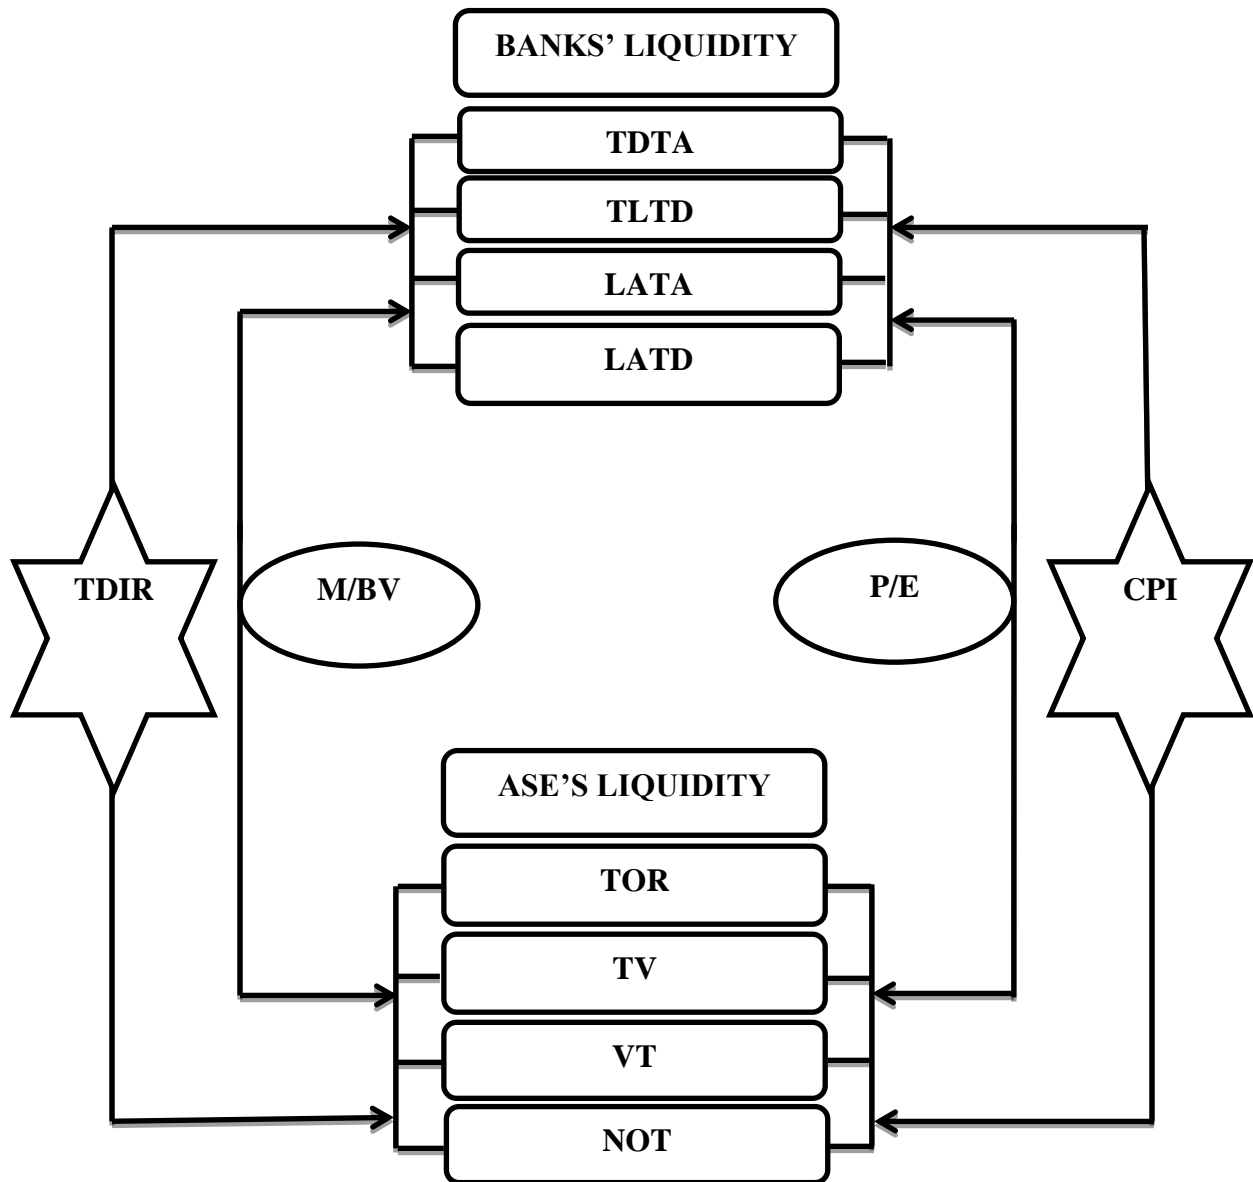 BANKS’ LIQUIDITY
TDTA
TLTD
LATA
LATD
TDIR
M/BV
P/E
CPI
ASE’S LIQUIDITY
TOR
TV
VT
NOT